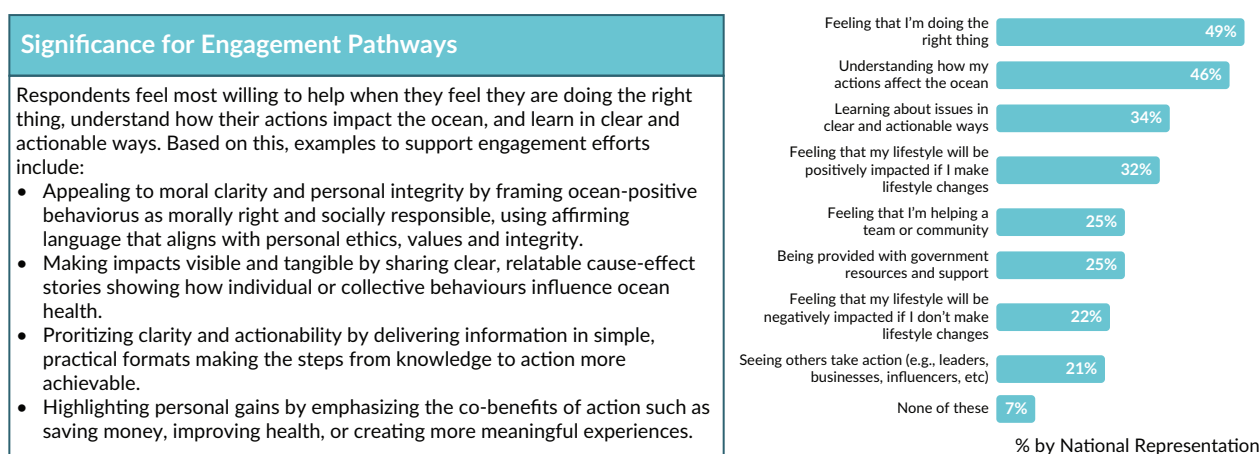 Significance for Engagement Pathways
Respondents feel most willing to help when they feel they are doing the right
thing, understand how their actions impact the ocean, and learn in clear and
actionable ways. Based on this, examples to support engagement efforts
include:
• Appealing to moral clarity and personal integrity by framing ocean-positive
behaviorus as morally right and socially responsible, using affirming
language that aligns with personal ethics, values and integrity.
• Making impacts visible and tangible by sharing clear, relatable cause-effect
stories showing how individual or collective behaviours influence ocean
health.
• Prioritizing clarity and actionability by delivering information in simple,
practical formats making the steps from knowledge to action more
achievable.
• Highlighting personal gains by emphasizing the co-benefits of action such as
saving money, improving health, or creating more meaningful experiences.
Feeling that I'm doing the
right thing
49%
Understanding how my
actions affect the ocean
46%
Learning about issues in
clear and actionable ways
34%
Feeling that my lifestyle will be
positively impacted if I make
lifestyle changes
32%
Feeling that I'm helping a
team or community
25%
Being provided with government
resources and support
25%
Feeling that my lifestyle will be
negatively impacted if I don't make
lifestyle changes
22%
Seeing others take action (e.g., leaders,
businesses, influencers, etc)
21%
None of these
7%
% by National Representation